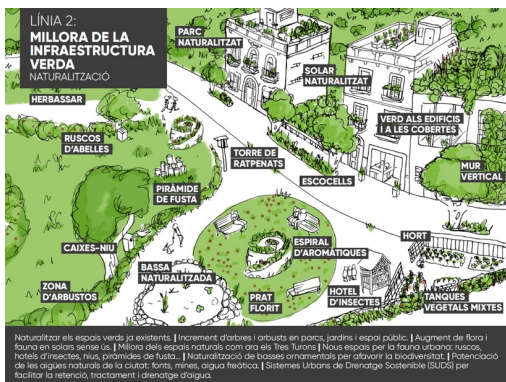 LÍNIA 2:
MILLORA DE LA
INFRAESTRUCTURA
VERDA
NATURALITZACIÓ
PARC
NATURALITZAT
SOLAR
NATURALITZAT
HERBASSAR
VERD ALS EDIFICIS
I A LES COBERTES
RUSCOS
D'ABELLES
TORRE DE
RATPENATS
MUR
VERTICAL
ESCOCELLS
PIRÀMIDE
DE FUSTA
CAIXES-NIU
ESPIRAL
D'AROMÀTIQUES
HORT
BASSA
NATURALITZADA
ZONA
D'ARBUSTOS
PRAT
FLORIT
HOTEL
D'INSECTES
TANQUES
VEGETALS MIXTES
Naturalitzar els espais verds ja existents. | Increment d'arbres i arbusts en parcs, jardins i espai públic. | Augment de flora i
fauna en solars sense ús. | Millora dels espais naturals com ara els Tres Turons | Nous espais per la fauna urbana: ruscos,
hotels d'insectes, nius, piràmides de fusta... | Naturalització de basses ornamentals per afavorir la biodiversitat. | Potenciació
de les aigües naturals de la ciutat: fonts, mines, aigua freàtica. | Sistemes Urbans de Drenatge Sostenible (SUDS) per
facilitar la retenció, tractament i drenatge d'aigua.